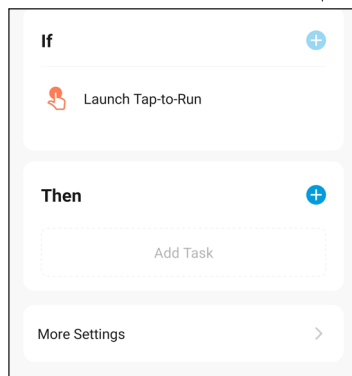 If
Launch Tap-to-Run
Then
Add Task
More Settings